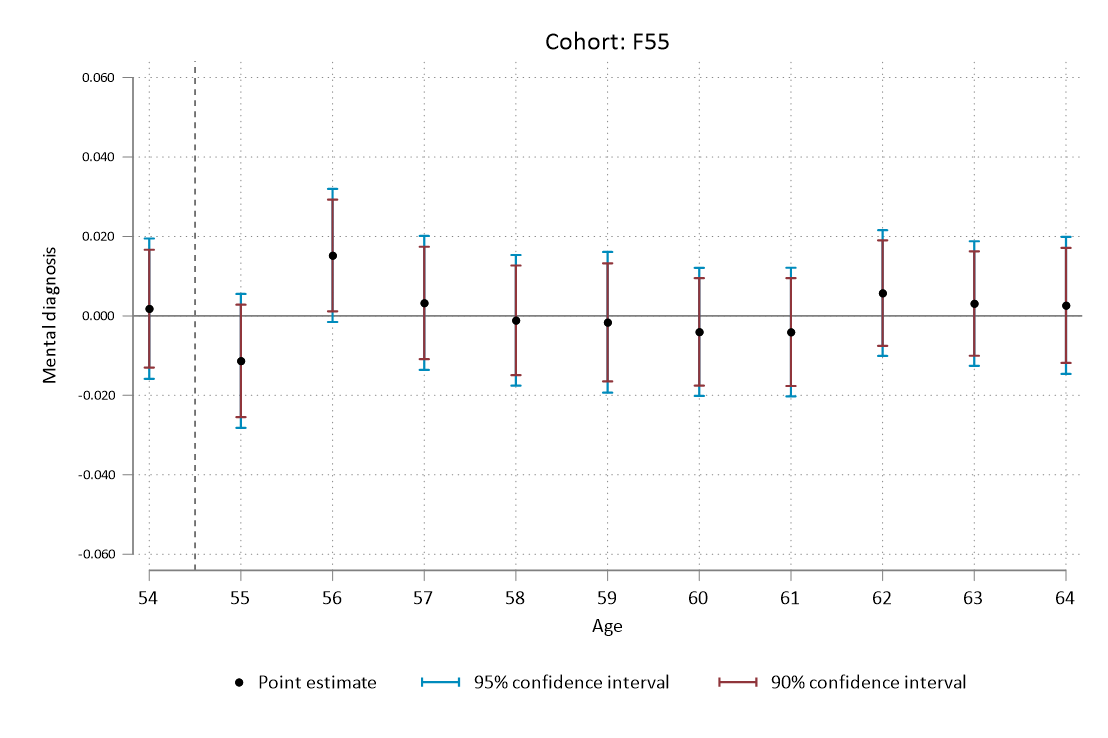 Cohort: F55
Mental diagnosis
0.060
0.040
0.020
0.000
-0.020
-0.040
-0.060
54 55 56 57 58 59 60 61 62 63 64
Age
Point estimate 95% confidence interval 90% confidence interval